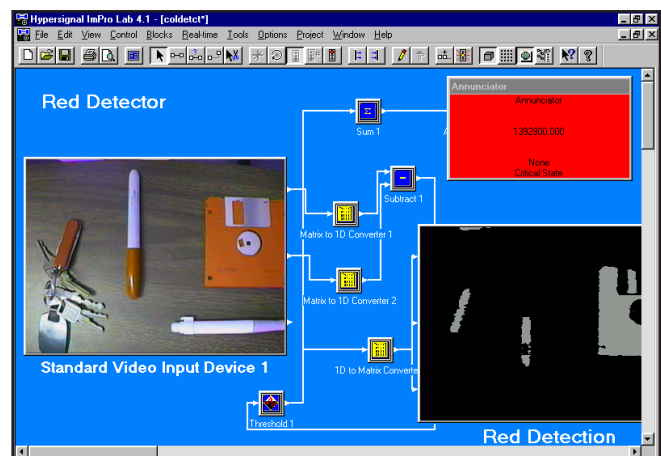 Hypersignal ImPro Lab 4.1 - [coldetct*]
File Edit View Control Blocks Real-time Tools Options Project Window Help
Red Detector
Σ
Sum 1
Annunciator
Annunciator
1392900.000
None
Critical State
Subtract 1
Matrix to 1D Converter 1
Matrix to 1D Converter 2
Standard Video Input Device 1
1D to Matrix Converte
Threshold 1
Red Detection